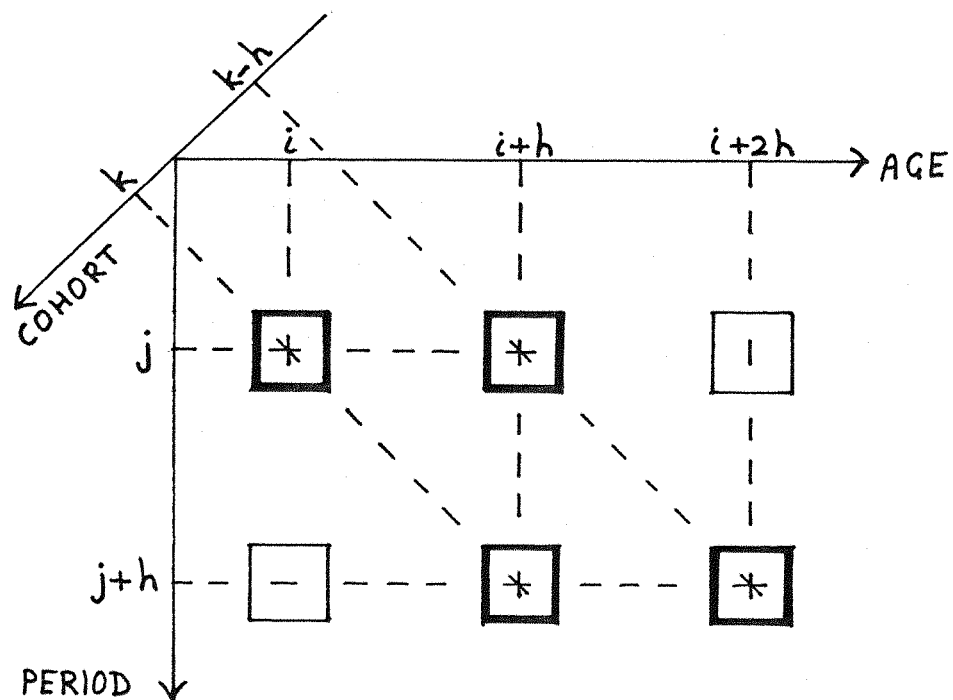 k-h
i
i+h
i+2h
AGE
k
COHORT
j
* *
j+h
* *
PERIOD